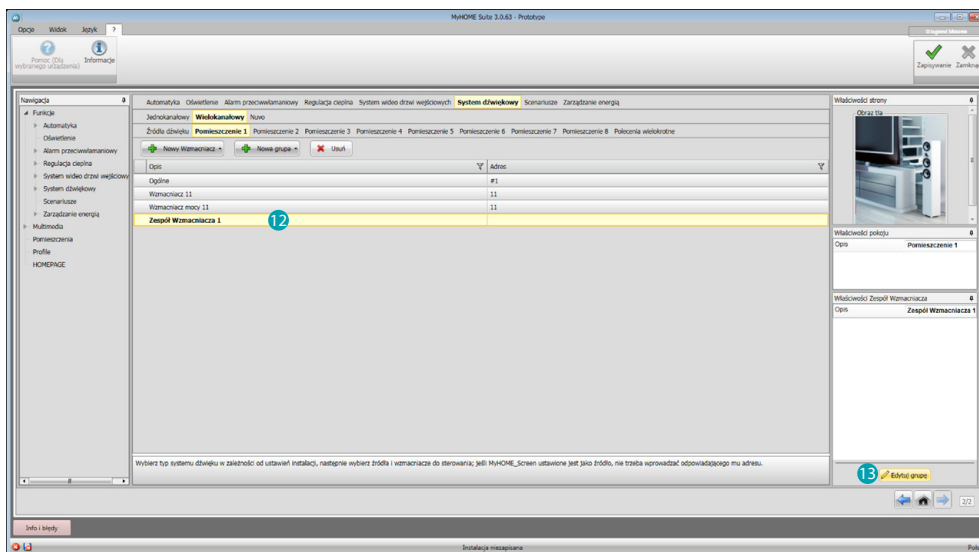 MyHOME Suite 3.0.63 - Prototype
Opcje Widok Język ?
Pomoc (Dla wybranego urządzenia)
Informacje
Zapisywanie Zamknąć
Nawigacja
Funkcje
Automatyka
Oświetlenie
Alarm przeciwwłamaniowy
Regulacja cieplna
System wideo drzwi wejściowy
System dźwiękowy
Scenariusze
Zarządzanie energią
Multimedia
Pomieszczenia
Profile
HOMEPAGE
Automatyka Oświetlenie Alarm przeciwwłamaniowy Regulacja cieplna System wideo drzwi wejściowych System dźwiękowy Scenariusze Zarządzanie energią
Jednokanałowy Wielokanałowy Nuvo
Źródła dźwięku Pomieszczenie 1 Pomieszczenie 2 Pomieszczenie 3 Pomieszczenie 4 Pomieszczenie 5 Pomieszczenie 6 Pomieszczenie 7 Pomieszczenie 8 Polecenia wielokrotne
Nowy Wzmacniacz Nowa grupa Usuń
Opis Adres
Ogólne #1
Wzmacniacz 11 11
Wzmacniacz mocy 11 11
Zespół Wzmacniacza 1 12
Wybierz typ systemu dźwięku w zależności od ustawień instalacji, następnie wybierz źródła i wzmacniacze do sterowania; jeśli MyHOME_Screen ustawione jest jako źródło, nie trzeba wprowadzać odpowiadającego mu adresu.
Właściwości strony
Obraz tła
Właściwości pokoju
Opis Pomieszczenie 1
Właściwości Zespół Wzmacniacza
Opis Zespół Wzmacniacza 1
13 Edytuj grupę
2/2
Info i błędy
Instalacja niezapisana